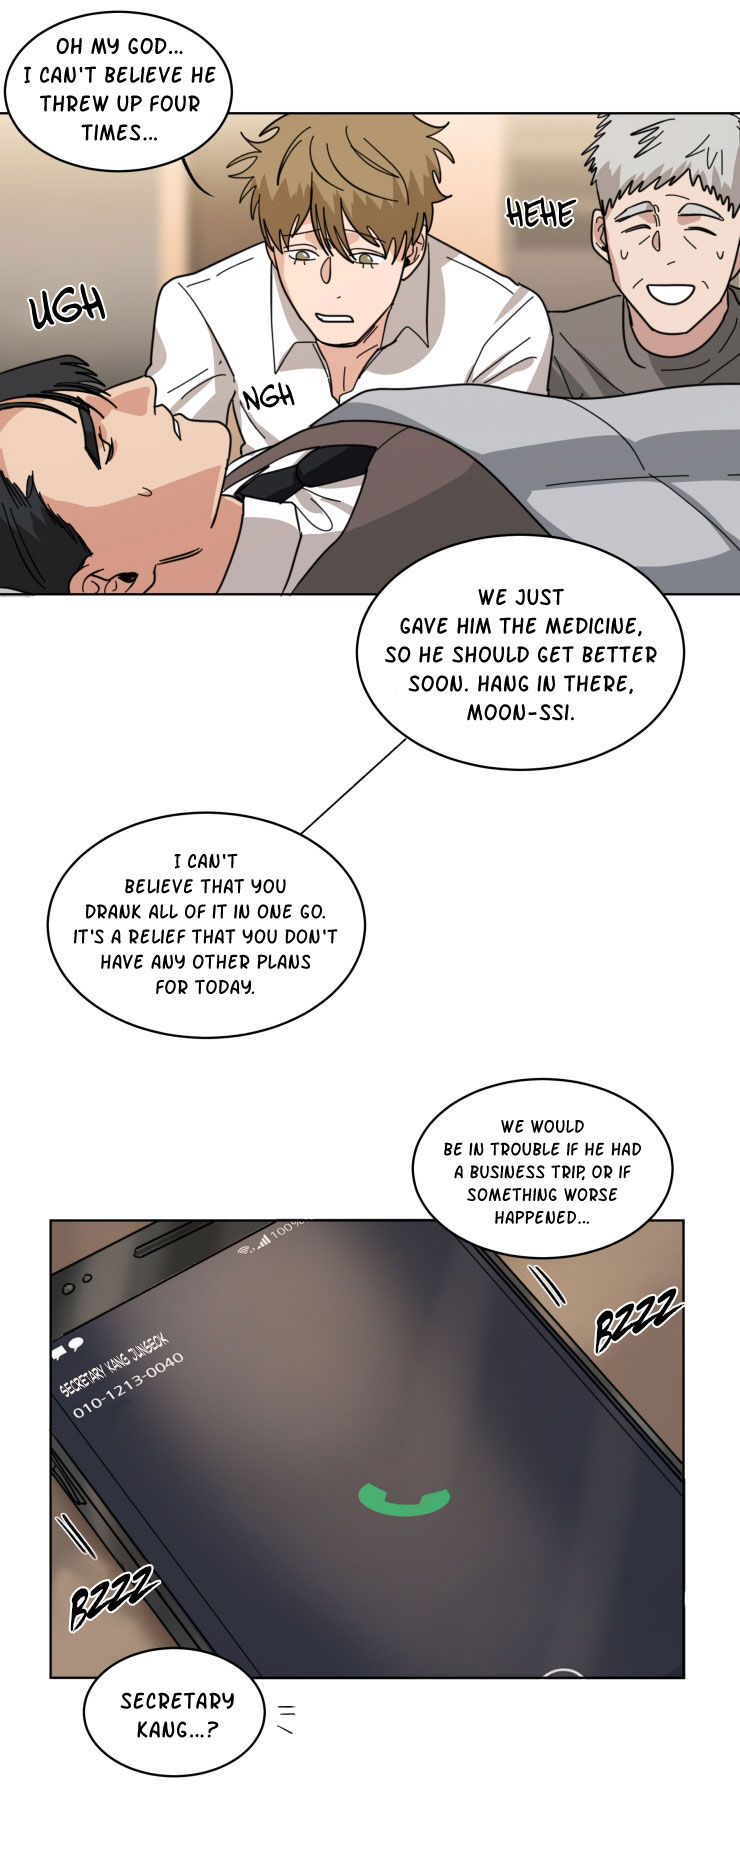 OH MY GOD...
I CAN'T BELIEVE HE
THREW UP FOUR
TIMES...
HEHE
UGH
NGH
WE JUST
GAVE HIM THE MEDICINE,
SO HE SHOULD GET BETTER
SOON. HANG IN THERE,
MOON-SSI.
I CAN'T
BELIEVE THAT YOU
DRANK ALL OF IT IN ONE GO.
IT'S A RELIEF THAT YOU DON'T
HAVE ANY OTHER PLANS
FOR TODAY.
WE WOULD
BE IN TROUBLE IF HE HAD
A BUSINESS TRIP, OR IF
SOMETHING WORSE
HAPPENED...
100%
BZZZ
SECRETARY KANG JUNGEOK
010-1213-0040
BZZZ
SECRETARY
KANG...?